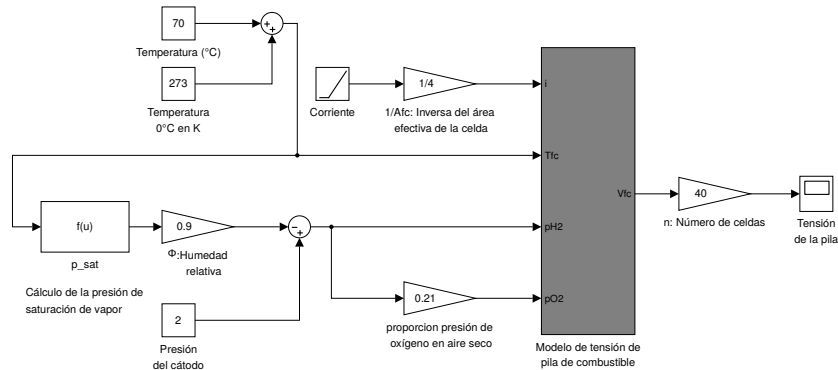 70
Temperatura (°C)
273
Temperatura
0°C en K
+
+
Corriente
1/4
1/Afc: Inversa del área
efectiva de la celda
i
Tfc
pH2
pO2
Vfc
Modelo de tensión de
pila de combustible
40
n: Número de celdas
Tensión
de la pila
f(u)
p_sat
Cálculo de la presión de
saturación de vapor
0.9
Φ:Humedad
relativa
−
+
2
Presión
del cátodo
0.21
proporcion presión de
oxígeno en aire seco